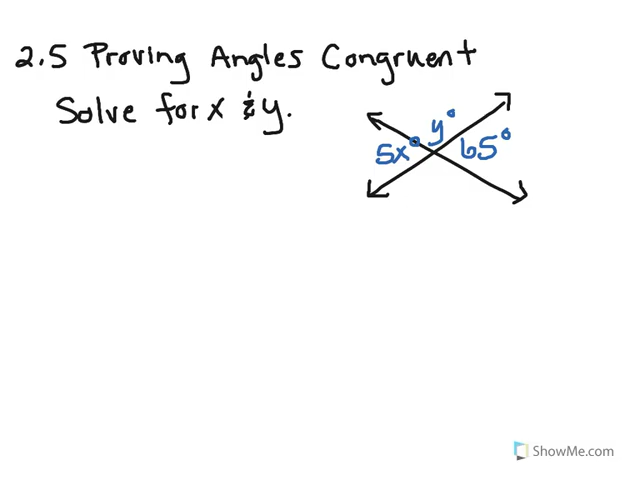 2.5 Proving Angles Congruent
Solve for x & y.
y°
5x°
65°
ShowMe.com